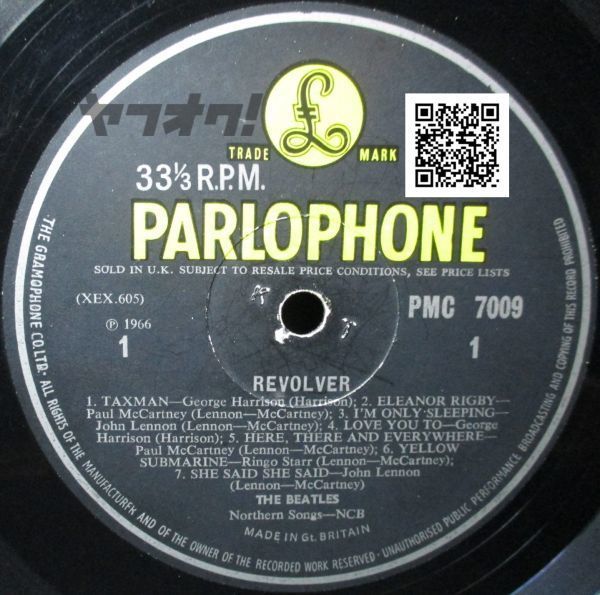 ヤフオク!
£
TRADE MARK
33⅓ R.P.M.
PARLOPHONE
SOLD IN U.K. SUBJECT TO RESALE PRICE CONDITIONS, SEE PRICE LISTS
(XEX.605)
PMC 7009
℗ 1966
1
1
REVOLVER
1. TAXMAN—George Harrison (Harrison); 2. ELEANOR RIGBY—
Paul McCartney (Lennon—McCartney); 3. I'M ONLY SLEEPING—
John Lennon (Lennon—McCartney); 4. LOVE YOU TO—George
Harrison (Harrison); 5. HERE, THERE AND EVERYWHERE—
Paul McCartney (Lennon—McCartney); 6. YELLOW
SUBMARINE—Ringo Starr (Lennon—McCartney);
7. SHE SAID SHE SAID—John Lennon
(Lennon—McCartney)
THE BEATLES
Northern Songs—NCB
MADE IN Gt. BRITAIN
THE GRAMOPHONE CO. LTD. ALL RIGHTS OF THE MANUFACTURER AND OF THE OWNER OF THE RECORDED WORK RESERVED · UNAUTHORISED PUBLIC PERFORMANCE BROADCASTING AND COPYING OF THIS RECORD PROHIBITED